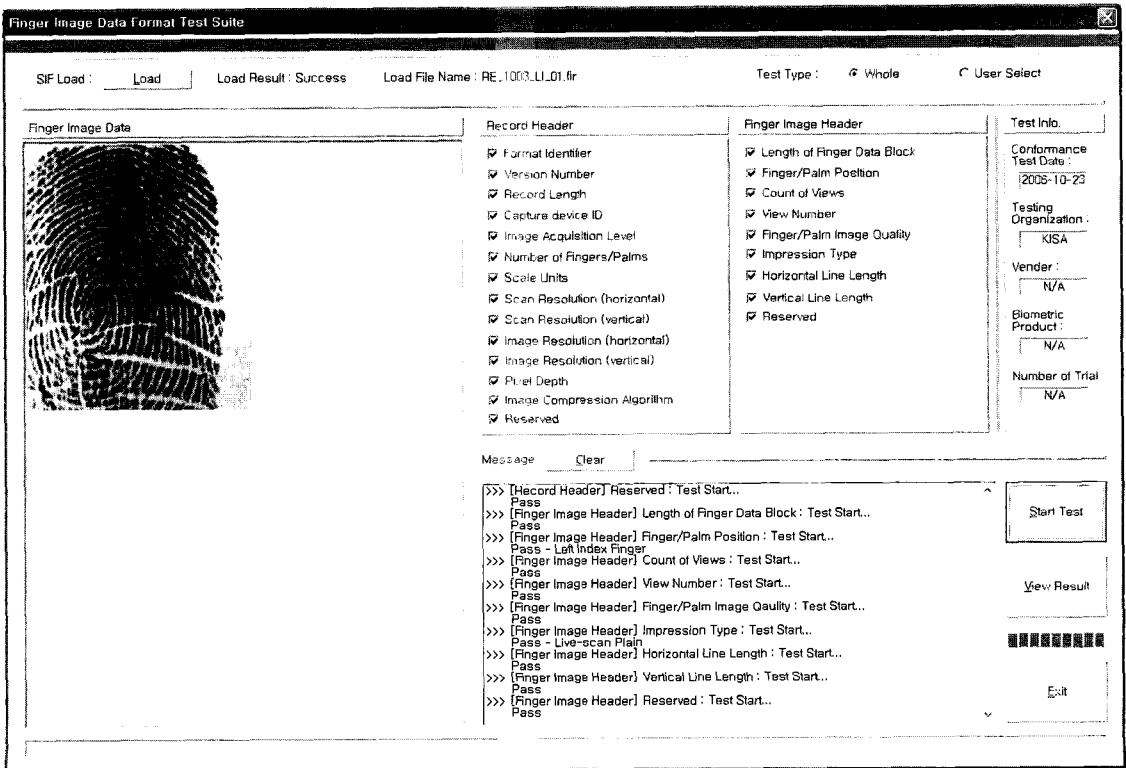 Finger Image Data Format Test Suite
SIF Load : Load Load Result : Success Load File Name : RE_1003_LI_01.fir Test Type : Whole User Select
Finger Image Data
Record Header
Format Identifier
Version Number
Record Length
Capture device ID
Image Acquisition Level
Number of Fingers/Palms
Scale Units
Scan Resolution (horizontal)
Scan Resolution (vertical)
Image Resolution (horizontal)
Image Resolution (vertical)
Pixel Depth
Image Compression Algorithm
Reserved
Finger Image Header
Length of Finger Data Block
Finger/Palm Position
Count of Views
View Number
Finger/Palm Image Quality
Impression Type
Horizontal Line Length
Vertical Line Length
Reserved
Test Info.
Conformance
Test Date :
2006-10-23
Testing
Organization :
KISA
Vender :
N/A
Biometric
Product :
N/A
Number of Trial
N/A
Message Clear
>>> [Record Header] Reserved : Test Start...
Pass
>>> [Finger Image Header] Length of Finger Data Block : Test Start...
Pass
>>> [Finger Image Header] Finger/Palm Position : Test Start...
Pass - Left Index Finger
>>> [Finger Image Header] Count of Views : Test Start...
Pass
>>> [Finger Image Header] View Number : Test Start...
Pass
>>> [Finger Image Header] Finger/Palm Image Qaulity : Test Start...
Pass
>>> [Finger Image Header] Impression Type : Test Start...
Pass - Live-scan Plain
>>> [Finger Image Header] Horizontal Line Length : Test Start...
Pass
>>> [Finger Image Header] Vertical Line Length : Test Start...
Pass
>>> [Finger Image Header] Reserved : Test Start...
Pass
Start Test
View Result
Exit